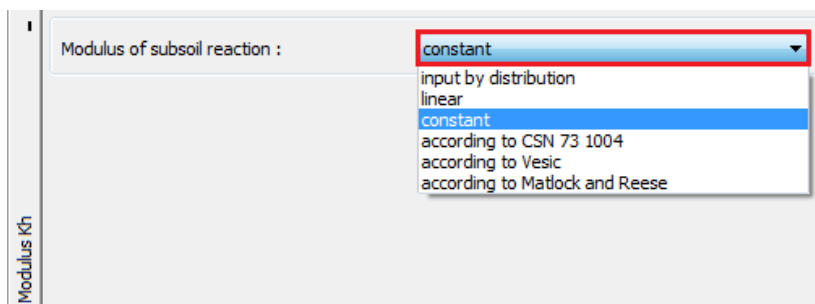 Modulus of subsoil reaction :
constant
input by distribution
linear
constant
according to CSN 73 1004
according to Vesic
according to Matlock and Reese
Modulus Kh